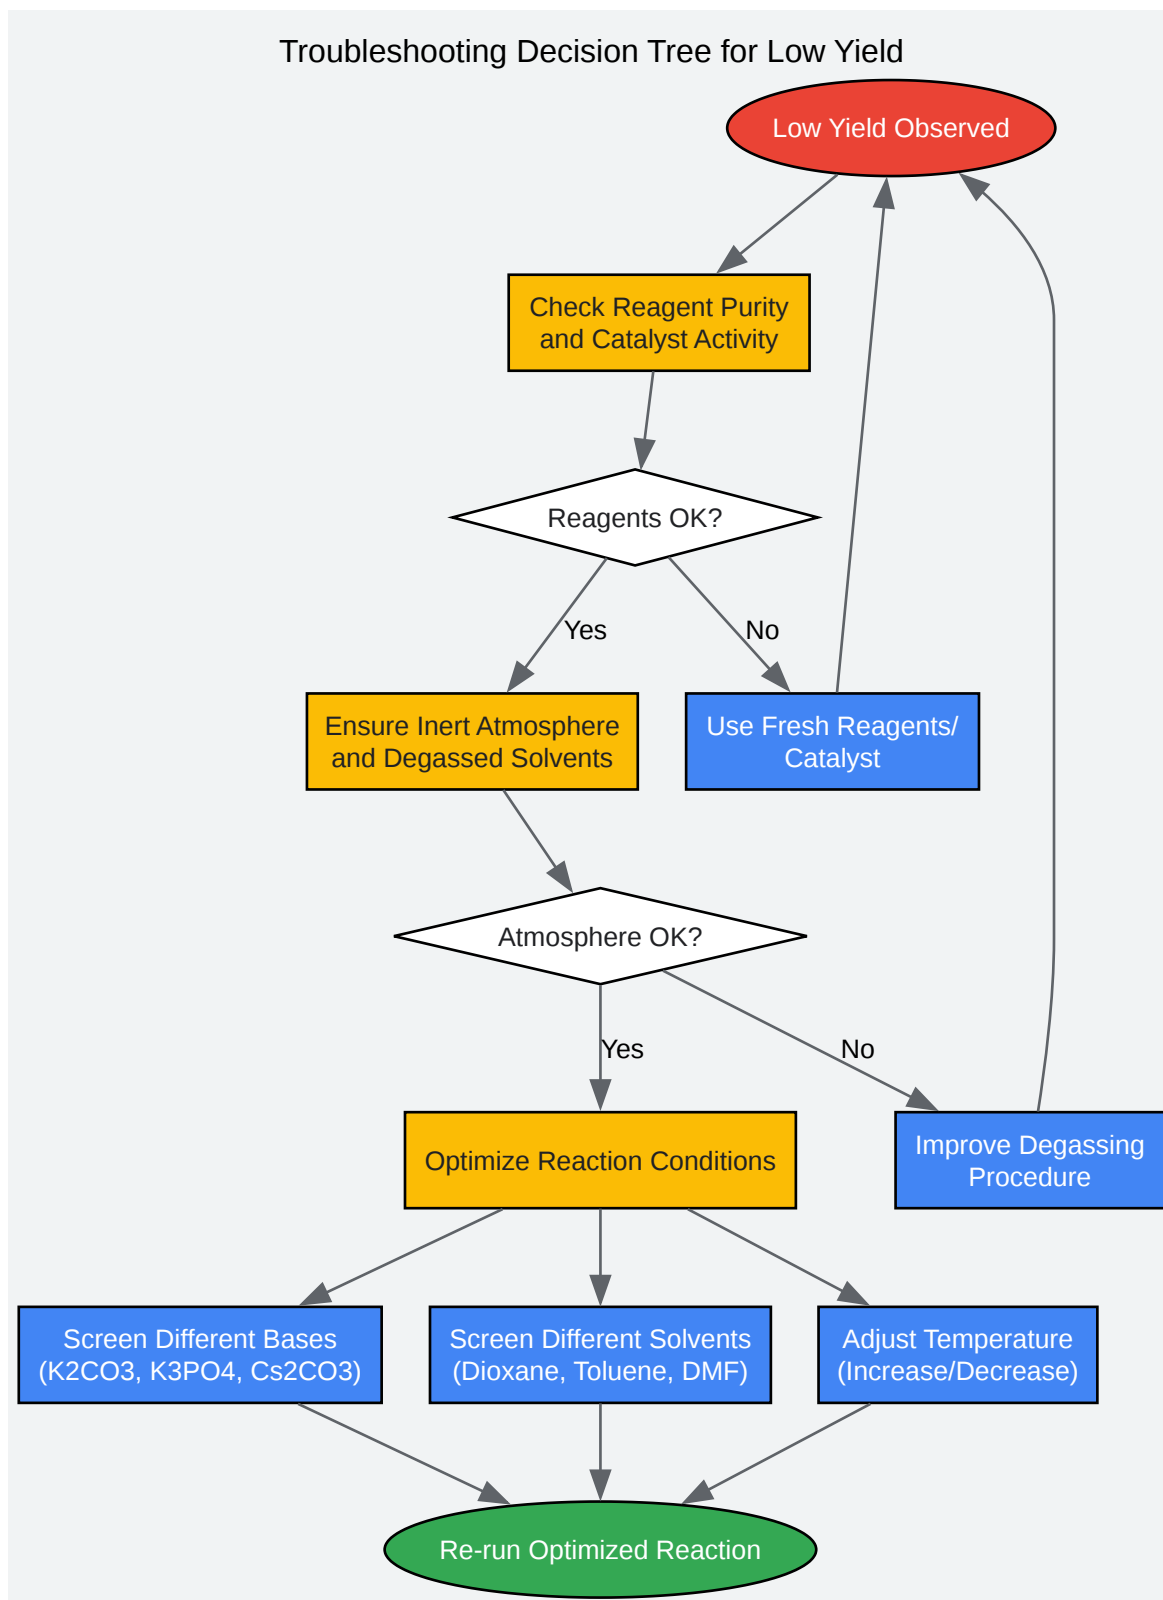 Troubleshooting Decision Tree for Low Yield
Low Yield Observed
Check Reagent Purity
and Catalyst Activity
Reagents OK?
Yes
No
Ensure Inert Atmosphere
and Degassed Solvents
Use Fresh Reagents/
Catalyst
Atmosphere OK?
Yes
No
Optimize Reaction Conditions
Improve Degassing
Procedure
Screen Different Bases
(K2CO3, K3PO4, Cs2CO3)
Screen Different Solvents
(Dioxane, Toluene, DMF)
Adjust Temperature
(Increase/Decrease)
Re-run Optimized Reaction